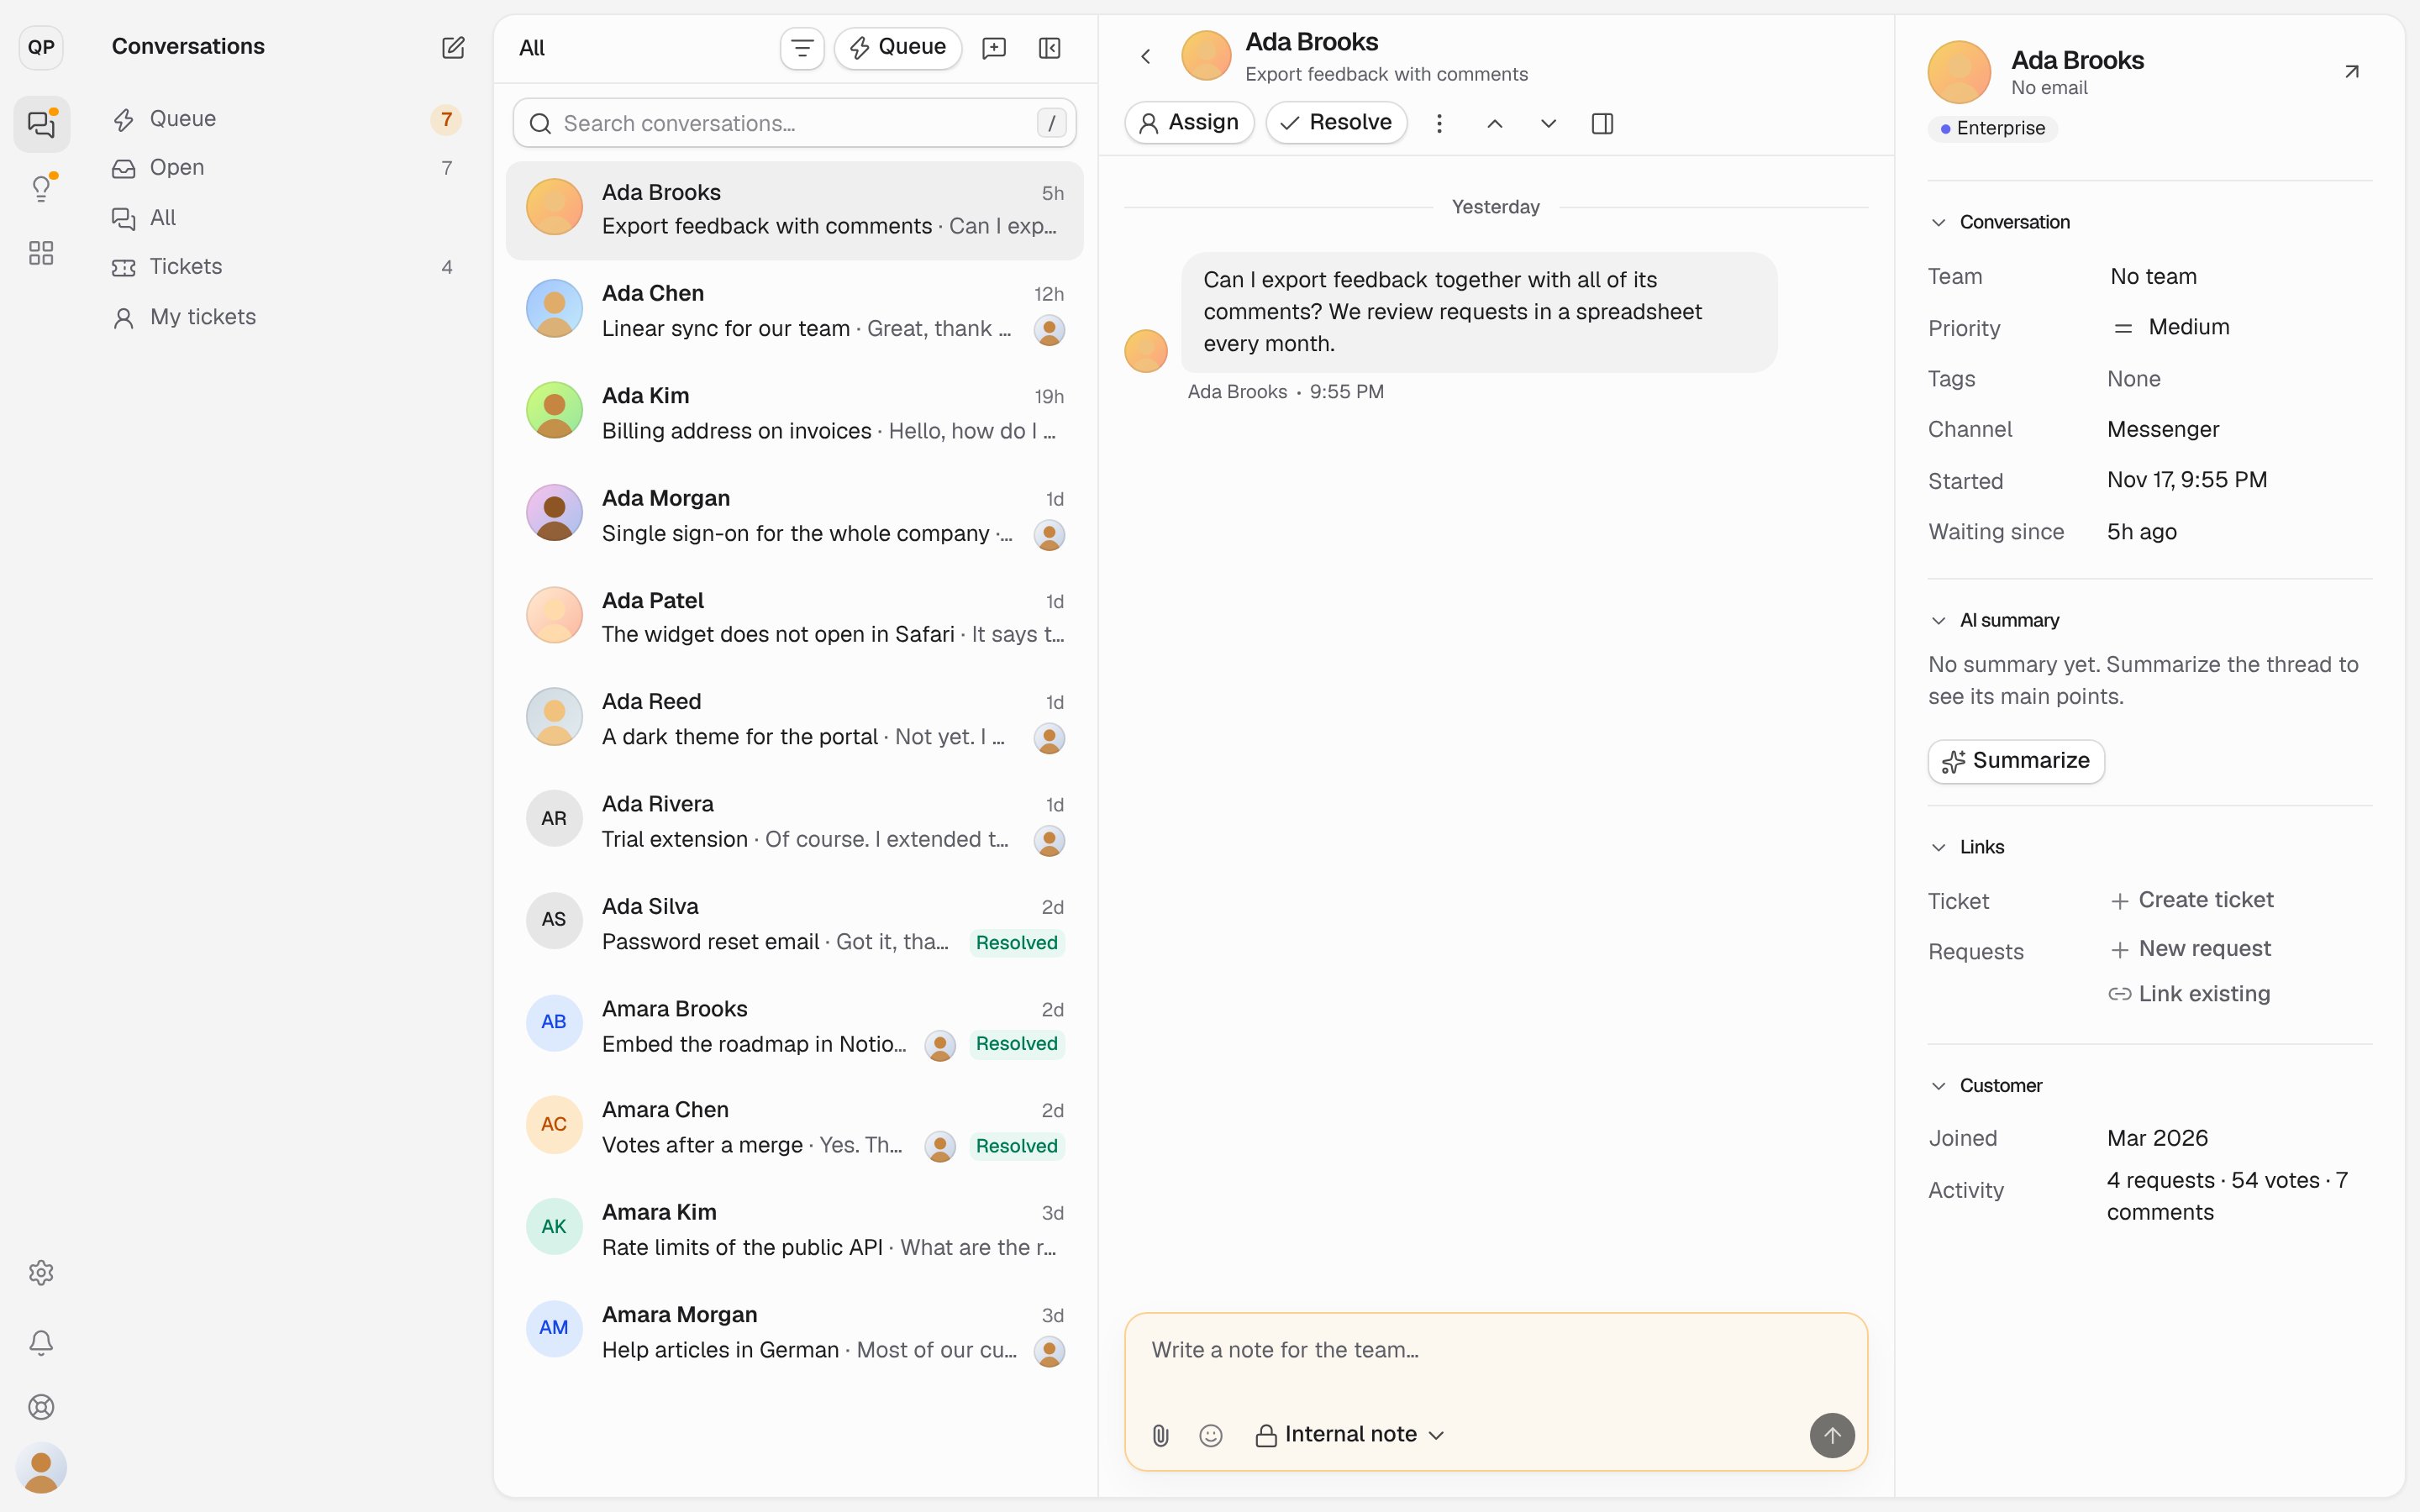 QP
Conversations
Queue
7
Open
7
All
Tickets
4
My tickets
All
Queue
Search conversations...
/
Ada Brooks
5h
Export feedback with comments · Can I exp...
Ada Chen
12h
Linear sync for our team · Great, thank ...
Ada Kim
19h
Billing address on invoices · Hello, how do I ...
Ada Morgan
1d
Single sign-on for the whole company ·...
Ada Patel
1d
The widget does not open in Safari · It says t...
Ada Reed
1d
A dark theme for the portal · Not yet. I ...
AR
Ada Rivera
1d
Trial extension · Of course. I extended t...
AS
Ada Silva
2d
Password reset email · Got it, tha...
Resolved
AB
Amara Brooks
2d
Embed the roadmap in Notio...
Resolved
AC
Amara Chen
2d
Votes after a merge · Yes. Th...
Resolved
AK
Amara Kim
3d
Rate limits of the public API · What are the r...
AM
Amara Morgan
3d
Help articles in German · Most of our cu...
Ada Brooks
Export feedback with comments
Assign
Resolve
Yesterday
Can I export feedback together with all of its
comments? We review requests in a spreadsheet
every month.
Ada Brooks · 9:55 PM
Write a note for the team...
Internal note
Ada Brooks
No email
Enterprise
Conversation
Team
No team
Priority
Medium
Tags
None
Channel
Messenger
Started
Nov 17, 9:55 PM
Waiting since
5h ago
AI summary
No summary yet. Summarize the thread to
see its main points.
Summarize
Links
Ticket
Create ticket
Requests
New request
Link existing
Customer
Joined
Mar 2026
Activity
4 requests · 54 votes · 7
comments